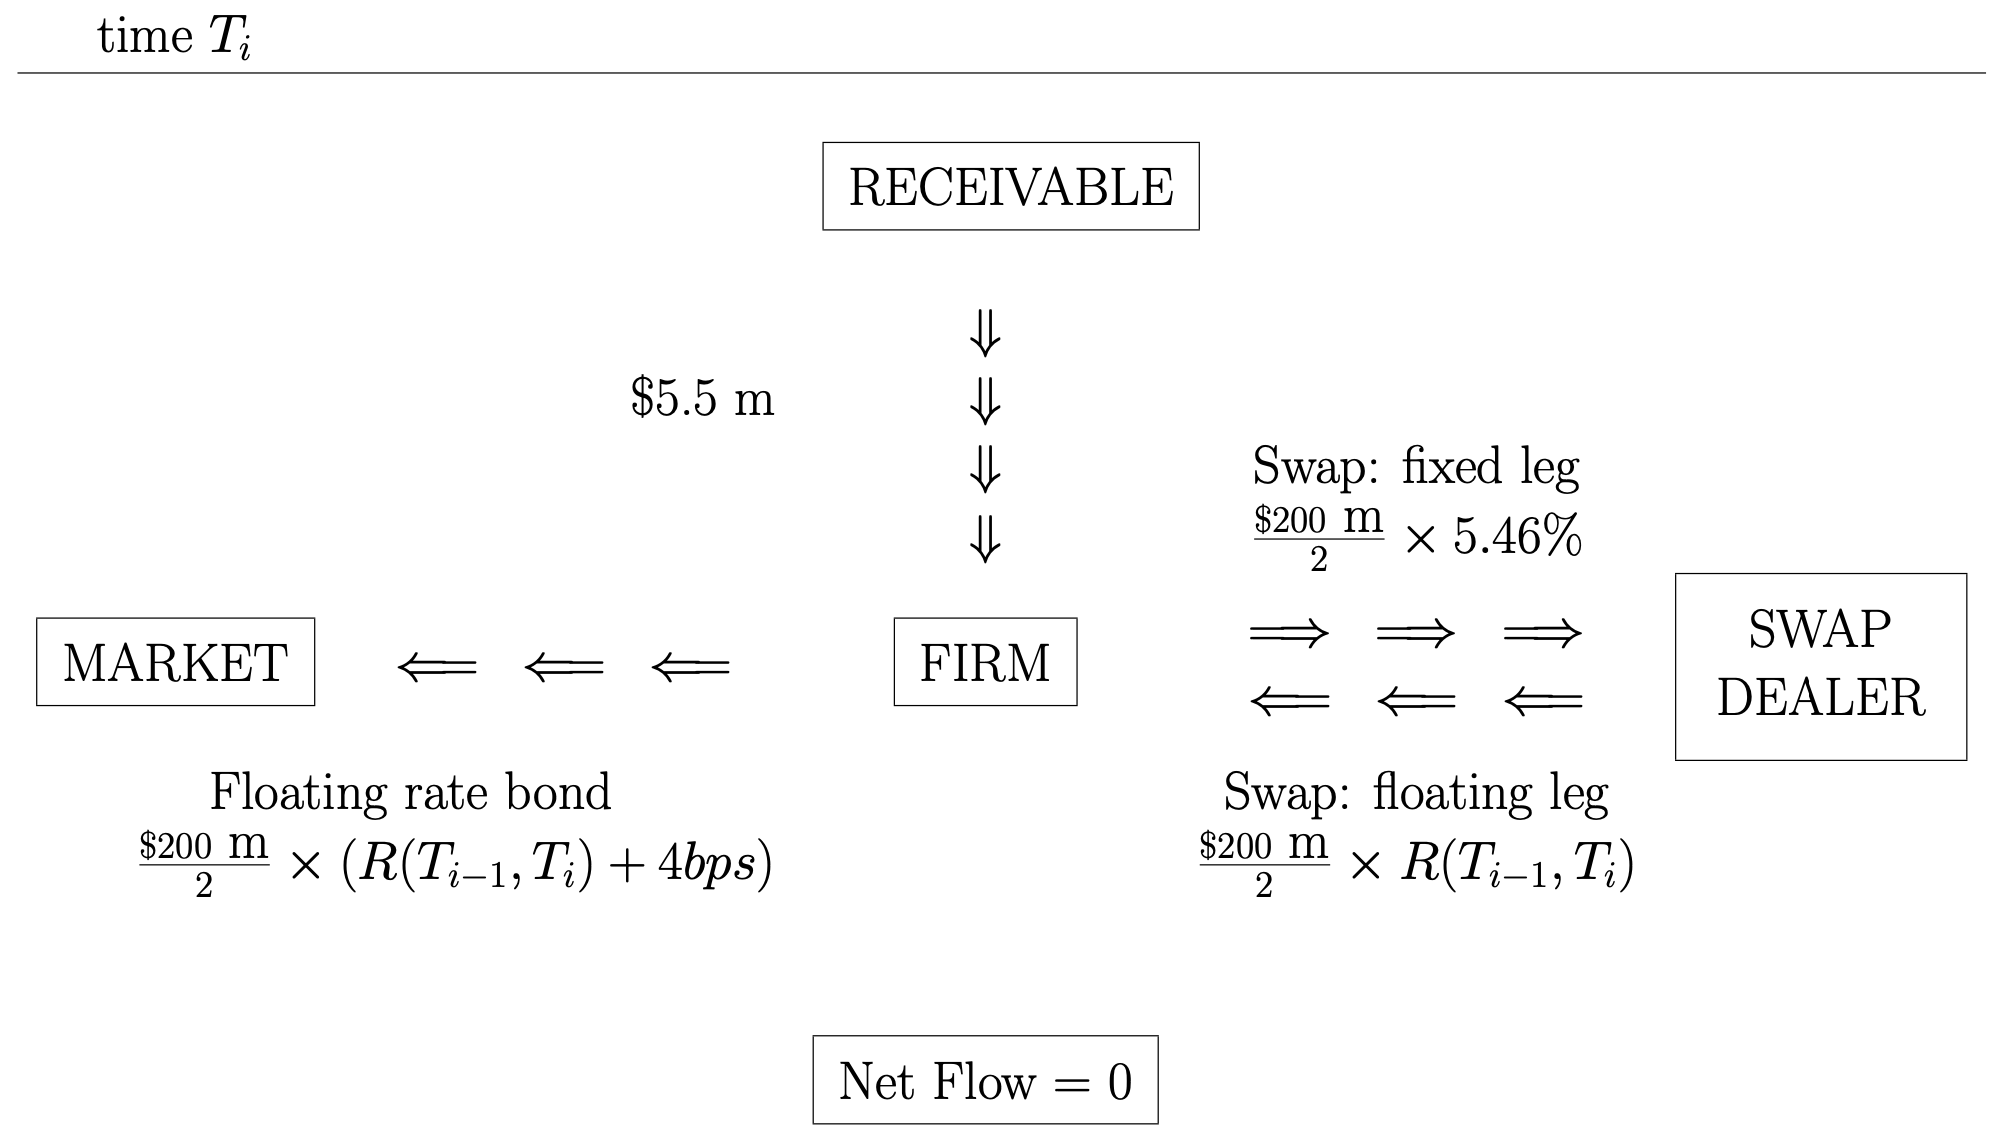 time $T_i$
RECEIVABLE
⇓
$5.5 m ⇓
⇓
⇓
Swap: fixed leg
$\frac{\$200 \text{ m}}{2} \times 5.46\%$
MARKET ⇐ ⇐ ⇐ FIRM
⇒ ⇒ ⇒
⇐ ⇐ ⇐
SWAP
DEALER
Floating rate bond
$\frac{\$200 \text{ m}}{2} \times (R(T_{i-1}, T_i) + 4bps)$
Swap: floating leg
$\frac{\$200 \text{ m}}{2} \times R(T_{i-1}, T_i)$
Net Flow = 0